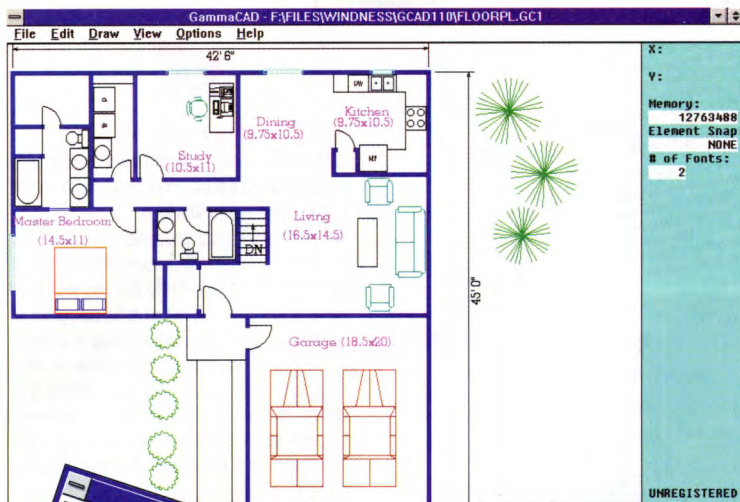 GammaCAD - F:\FILES\WINDNESS\GCAD110\FLOORPL.GC1
File Edit Draw View Options Help
42'6"
X:
Y:
Memory:
12763488
Element Snap
NONE
# of Fonts:
2
Dining
(9.75x10.5)
Kitchen
(9.75x10.5)
Study
(10.5x11)
Master Bedroom
(14.5x11)
Living
(16.5x14.5)
DN
45'0"
Garage (18.5x20)
UNREGISTERED